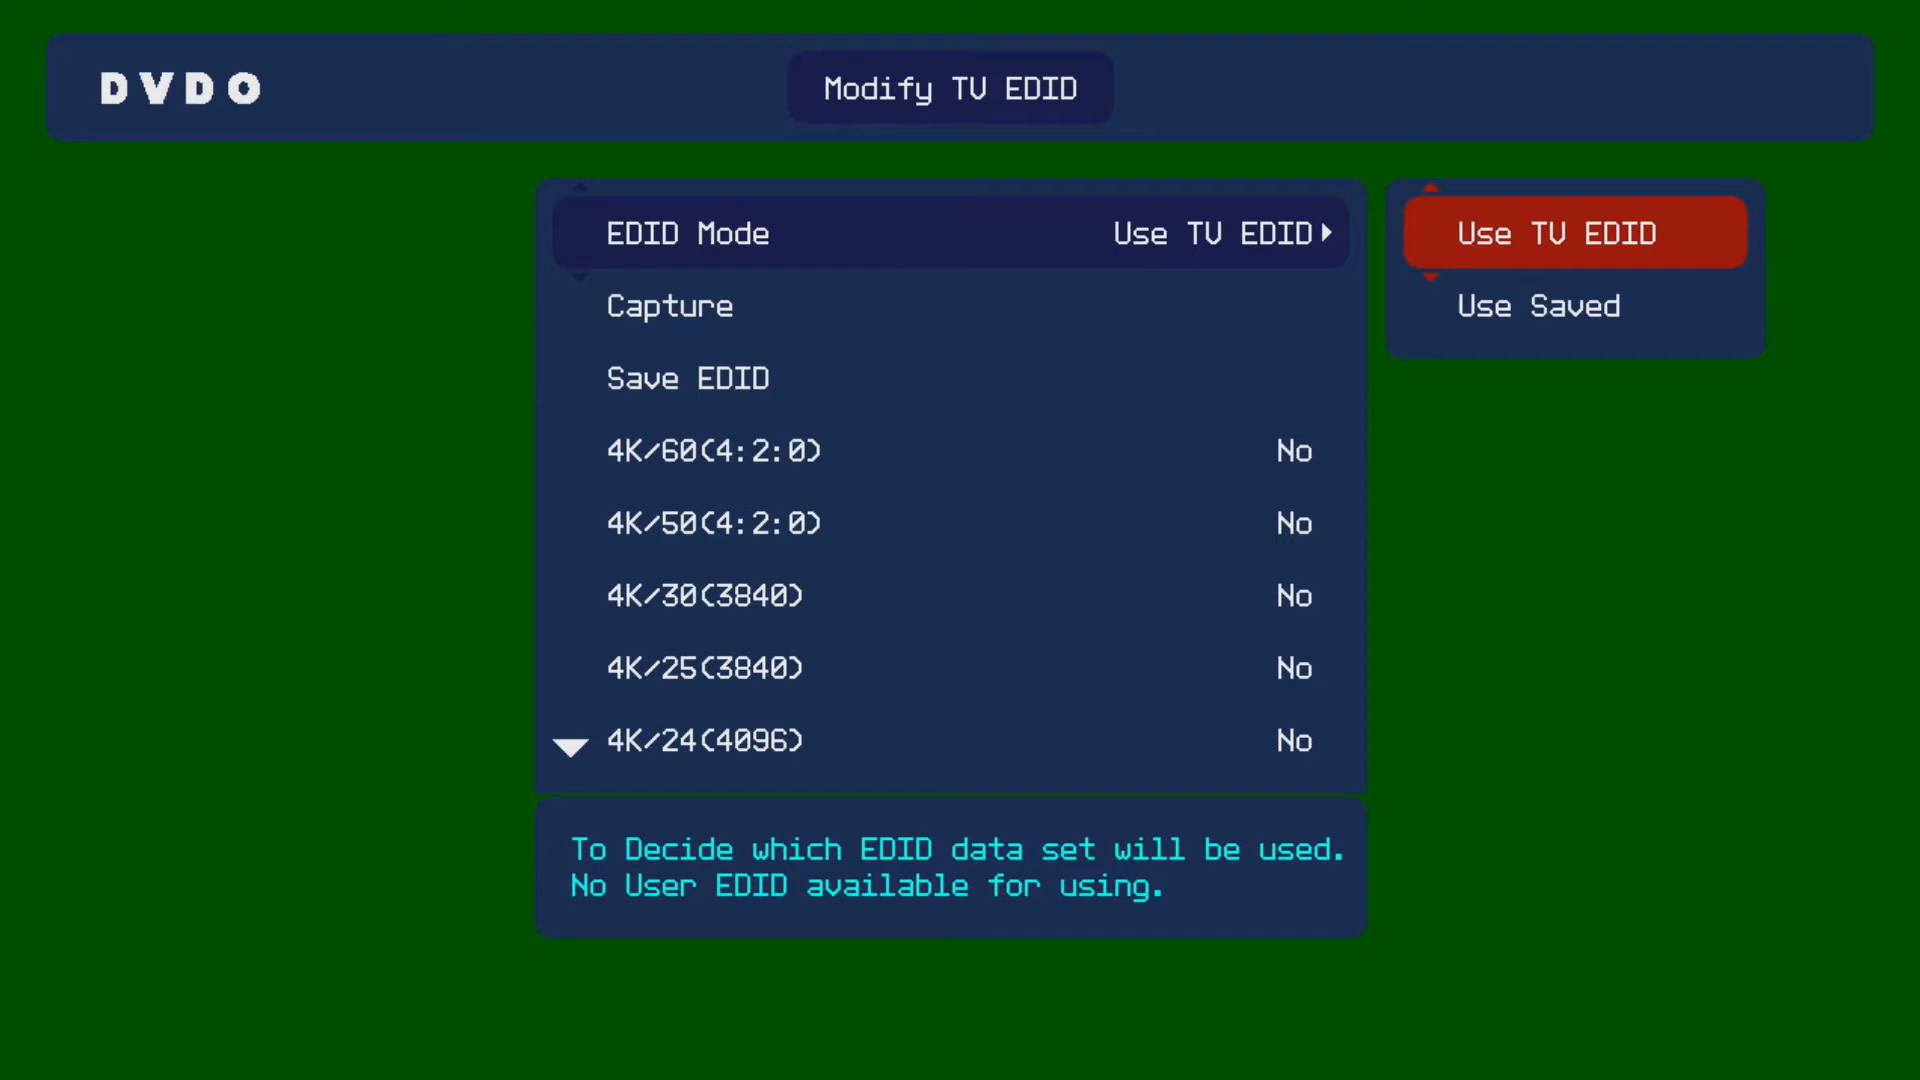 DVDO
Modify TV EDID
EDID Mode Use TV EDID
Capture
Save EDID
4K/60(4:2:0) No
4K/50(4:2:0) No
4K/30(3840) No
4K/25(3840) No
4K/24(4096) No
Use TV EDID
Use Saved
To Decide which EDID data set will be used.
No User EDID available for using.